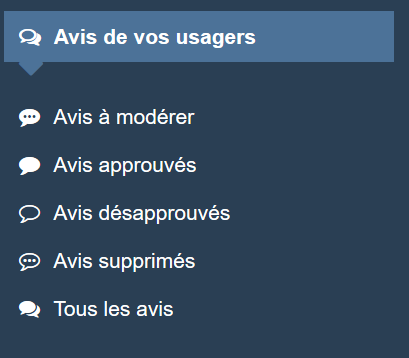 Avis de vos usagers
Avis à modérer
Avis approuvés
Avis désapprouvés
Avis supprimés
Tous les avis